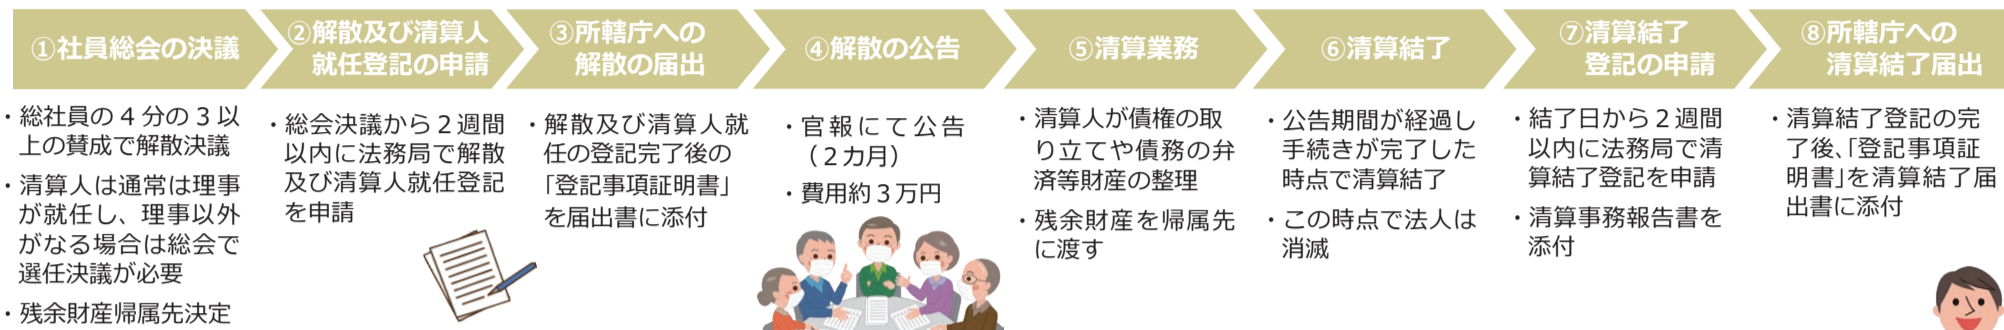 ①社員総会の決議
・総社員の４分の３以
上の賛成で解散決議
・清算人は通常は理事
が就任し、理事以外
がなる場合は総会で
選任決議が必要
・残余財産帰属先決定
②解散及び清算人
就任登記の申請
・総会決議から２週間
以内に法務局で解散
及び清算人就任登記
を申請
③所轄庁への
解散の届出
・解散及び清算人就
任の登記完了後の
「登記事項証明書」
を届出書に添付
④解散の公告
・官報にて公告
（２カ月）
・費用約３万円
⑤清算業務
・清算人が債権の取
り立てや債務の弁
済等財産の整理
・残余財産を帰属先
に渡す
⑥清算結了
・公告期間が経過し
手続きが完了した
時点で清算結了
・この時点で法人は
消滅
⑦清算結了
登記の申請
・結了日から２週間
以内に法務局で清
算結了登記を申請
・清算事務報告書を
添付
⑧所轄庁への
清算結了届出
・清算結了登記の完
了後､｢登記事項証
明書｣を清算結了届
出書に添付